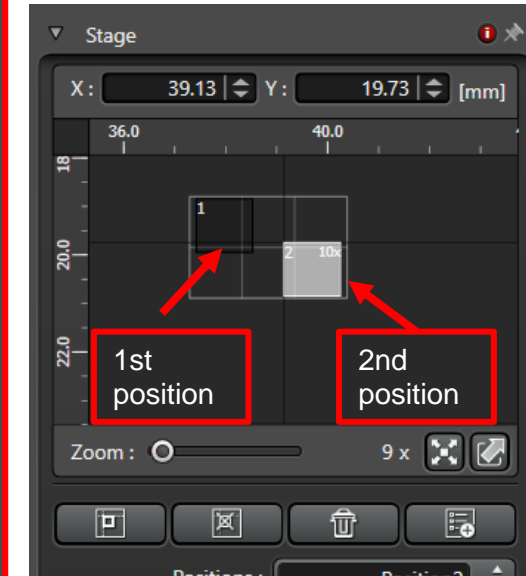 Stage
X: 39.13 Y: 19.73 [mm]
36.0 40.0
18
20.0
22.0
1
2 10x
1st
position
2nd
position
Zoom: 9 x